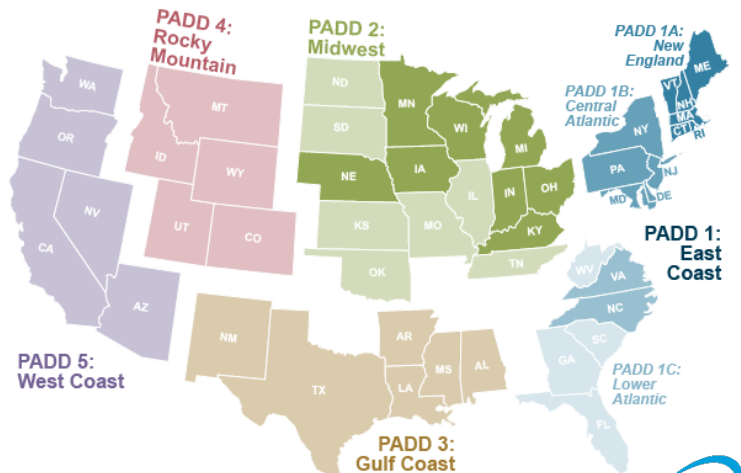 PADD 4:
Rocky
Mountain
PADD 2:
Midwest
PADD 1A:
New
England
PADD 1B:
Central
Atlantic
PADD 1:
East
Coast
PADD 1C:
Lower
Atlantic
PADD 5:
West Coast
PADD 3:
Gulf Coast
WA
OR
CA
NV
AZ
MT
ID
WY
UT
CO
ND
SD
NE
KS
OK
MN
IA
MO
WI
IL
MI
IN
OH
KY
TN
NM
TX
AR
LA
MS
AL
ME
VT
NH
MA
CT
RI
NY
PA
NJ
MD
DE
WV
VA
NC
SC
GA
FL